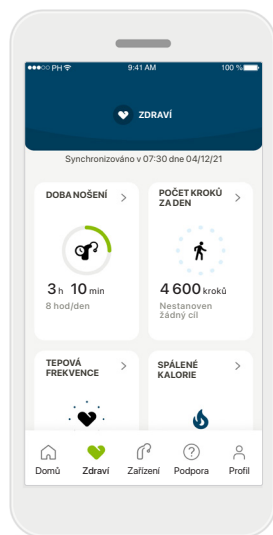 PH 9:41 AM 100 %
ZDRAVÍ
Synchronizováno v 07:30 dne 04/12/21
DOBA NOŠENÍ
3 h 10 min
8 hod/den
POČET KROKŮ
ZA DEN
4 600 kroků
Nestanoven
žádný cíl
TEPOVÁ
FREKVENCE
SPÁLENÉ
KALORIE
Domů Zdraví Zařízení Podpora Profil